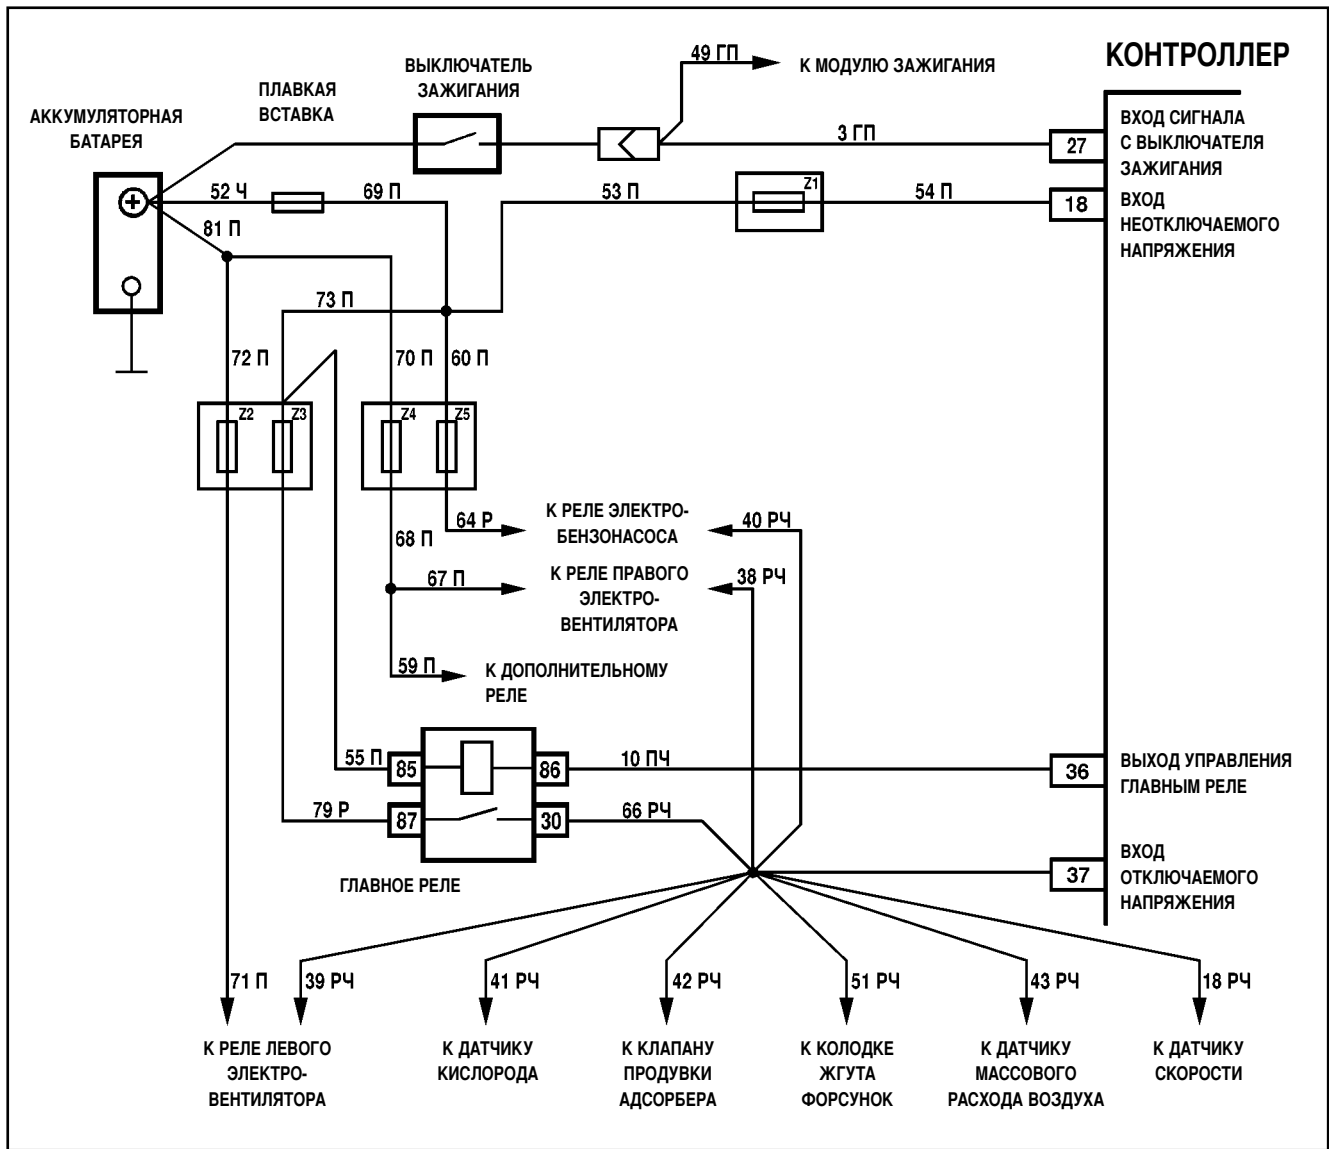 КОНТРОЛЛЕР
49 ГП
К МОДУЛЮ ЗАЖИГАНИЯ
ВЫКЛЮЧАТЕЛЬ
ЗАЖИГАНИЯ
ПЛАВКАЯ
ВСТАВКА
АККУМУЛЯТОРНАЯ
БАТАРЕЯ
3 ГП
27
ВХОД СИГНАЛА
С ВЫКЛЮЧАТЕЛЯ
ЗАЖИГАНИЯ
52 Ч
69 П
53 П
Z1
54 П
18
ВХОД
НЕОТКЛЮЧАЕМОГО
НАПРЯЖЕНИЯ
+
81 П
73 П
72 П
70 П
60 П
Z2
Z3
Z4
Z5
64 Р
К РЕЛЕ ЭЛЕКТРО-
БЕНЗОНАСОСА
40 РЧ
68 П
67 П
К РЕЛЕ ПРАВОГО
ЭЛЕКТРО-
ВЕНТИЛЯТОРА
38 РЧ
59 П
К ДОПОЛНИТЕЛЬНОМУ
РЕЛЕ
55 П
85
86
10 ПЧ
36
ВЫХОД УПРАВЛЕНИЯ
ГЛАВНЫМ РЕЛЕ
79 Р
87
30
66 РЧ
ГЛАВНОЕ РЕЛЕ
37
ВХОД
ОТКЛЮЧАЕМОГО
НАПРЯЖЕНИЯ
71 П
39 РЧ
41 РЧ
42 РЧ
51 РЧ
43 РЧ
18 РЧ
К РЕЛЕ ЛЕВОГО
ЭЛЕКТРО-
ВЕНТИЛЯТОРА
К ДАТЧИКУ
КИСЛОРОДА
К КЛАПАНУ
ПРОДУВКИ
АДСОРБЕРА
К КОЛОДКЕ
ЖГУТА
ФОРСУНОК
К ДАТЧИКУ
МАССОВОГО
РАСХОДА ВОЗДУХА
К ДАТЧИКУ
СКОРОСТИ